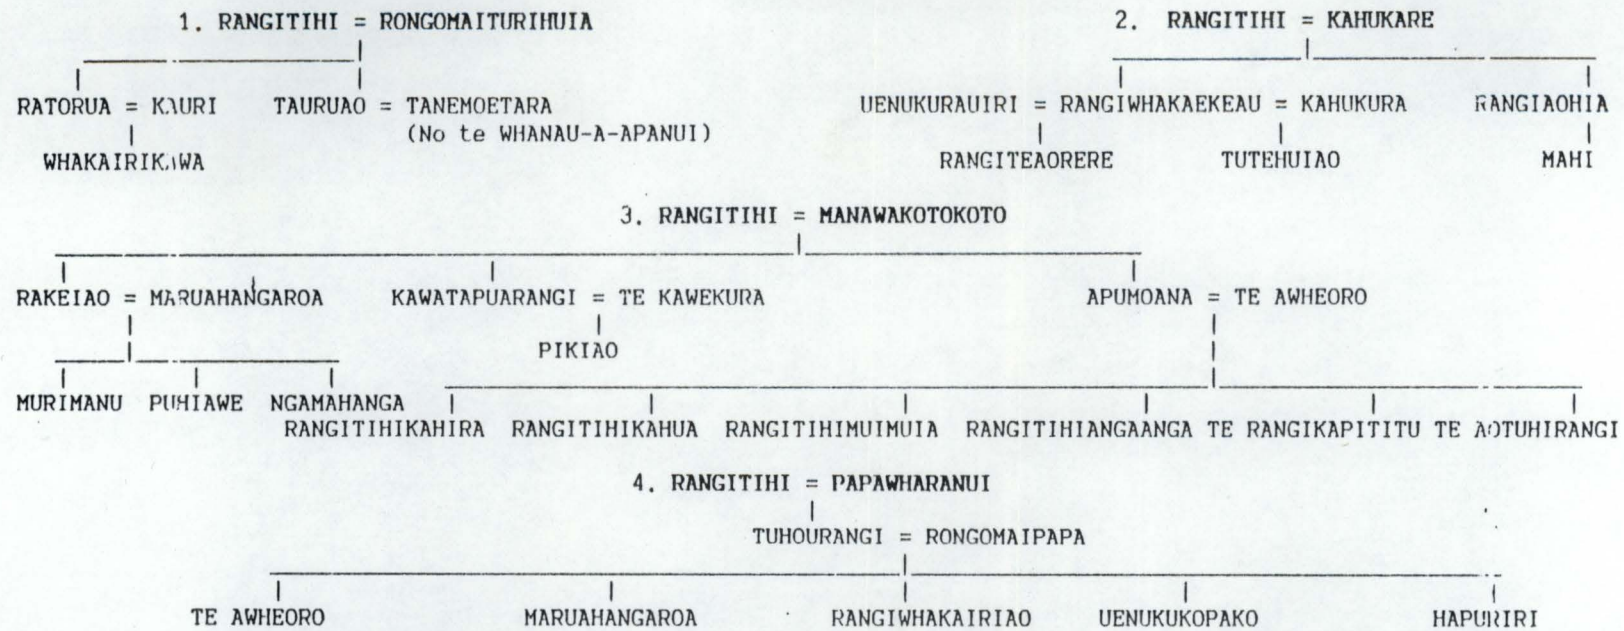 1. RANGITIHI = RONGOMAITURIHUIA
2. RANGITIHI = KAHUKARE
RATORUA = KAURI TAURUAO = TANEMOETARA
(No te WHANAU-A-APANUI)
WHAKAIRIKAWA
UENUKURAUIRI = RANGIWHAKAEKEAU = KAHUKURA RANGIAOHIA
RANGITEAORERE TUTEHUIAO MAHI
3. RANGITIHI = MANAWAKOTOKOTO
RAKEIAO = MARUAHANGAROA KAWATAPUARANGI = TE KAWEKURA APUMOANA = TE AWHEORO
PIKIAO
MURIMANU PUHIAWE NGAMAHANGA
RANGITIHIKAHIRA RANGITIHIKAHUA RANGITIHIMUIMUIA RANGITIHIANGAANGA TE RANGIKAPITITU TE AOTUHIRANGI
4. RANGITIHI = PAPAWHARANUI
TUHOURANGI = RONGOMAIPAPA
TE AWHEORO MARUAHANGAROA RANGIWHAKAIRIAO UENUKUKOPAKO HAPURIRI